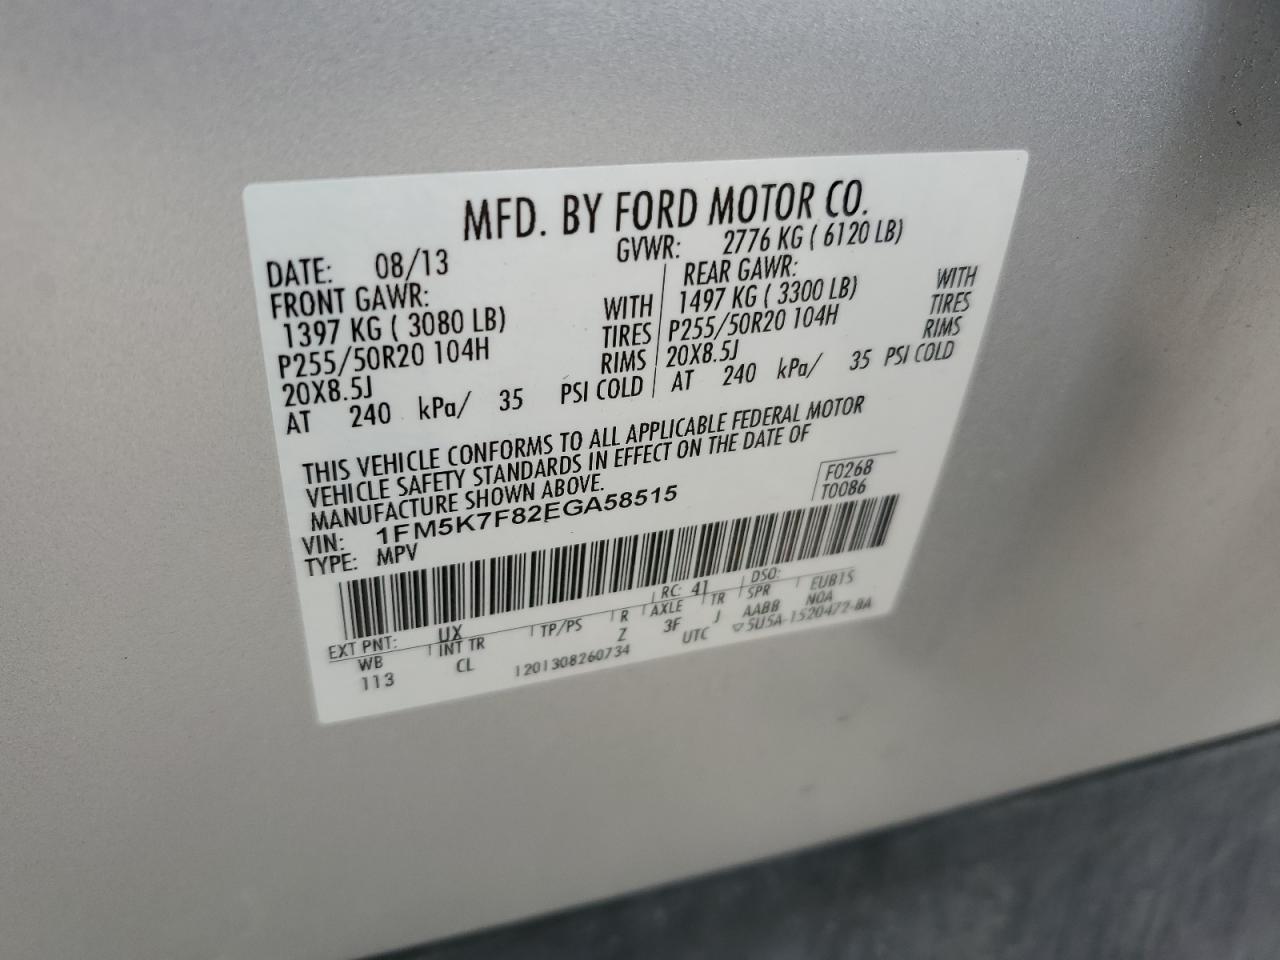 MFD. BY FORD MOTOR CO.
DATE: 08/13 GVWR: 2776 KG ( 6120 LB)
FRONT GAWR: REAR GAWR:
1397 KG ( 3080 LB) WITH 1497 KG ( 3300 LB) WITH
P255/50R20 104H TIRES P255/50R20 104H TIRES
20X8.5J RIMS 20X8.5J RIMS
AT 240 kPa/ 35 PSI COLD AT 240 kPa/ 35 PSI COLD
THIS VEHICLE CONFORMS TO ALL APPLICABLE FEDERAL MOTOR
VEHICLE SAFETY STANDARDS IN EFFECT ON THE DATE OF
MANUFACTURE SHOWN ABOVE.
F0268
T0086
VIN: 1FM5K7F82EGA58515
TYPE: MPV
EXT PNT: UX RC: 41 DSO:
WB INT TR TP/PS R AXLE TR SPR EUB15
113 CL Z 3F J AABB NOA
1201308260734 UTC ▽5U5A-1520472-BA